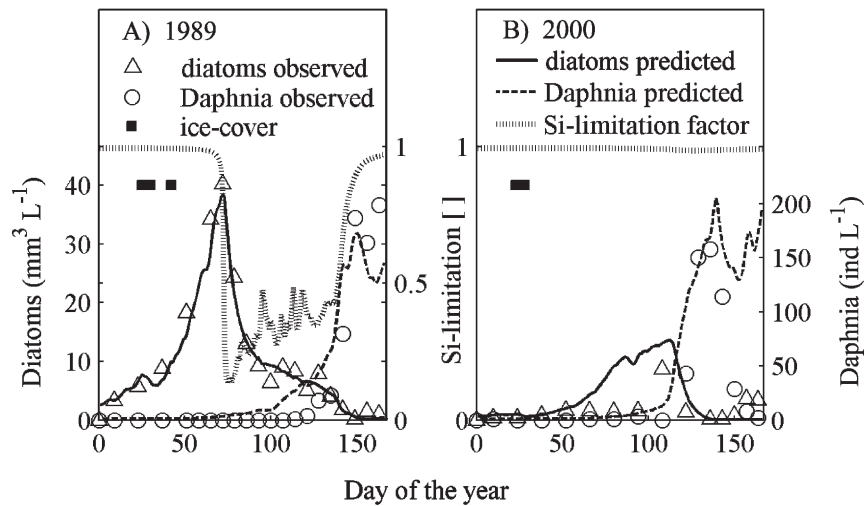 A) 1989
diatoms observed
Daphnia observed
ice-cover
B) 2000
diatoms predicted
Daphnia predicted
Si-limitation factor
Diatoms (mm³ L⁻¹)
40
30
20
10
0
1
0.5
0
0 50 100 150
Si-limitation [ ]
1
0
Daphnia (ind L⁻¹)
200
150
100
50
0
0 50 100 150
Day of the year